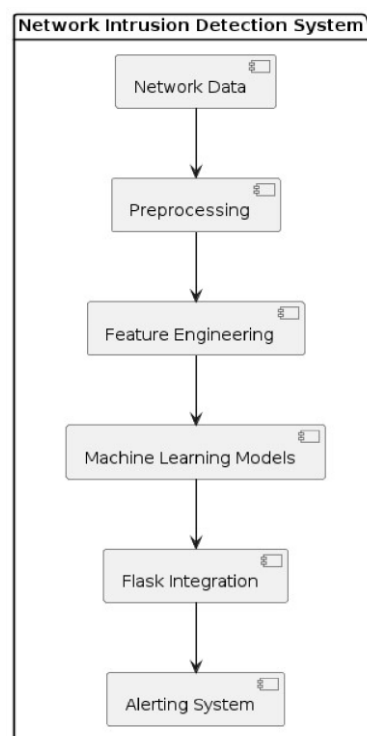 Network Intrusion Detection System
Network Data
Preprocessing
Feature Engineering
Machine Learning Models
Flask Integration
Alerting System